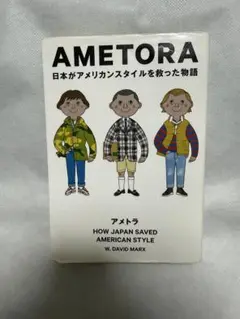 AMETORA
日本がアメリカンスタイルを救った物語
アメトラ
HOW JAPAN SAVED
AMERICAN STYLE
W. DAVID MARX